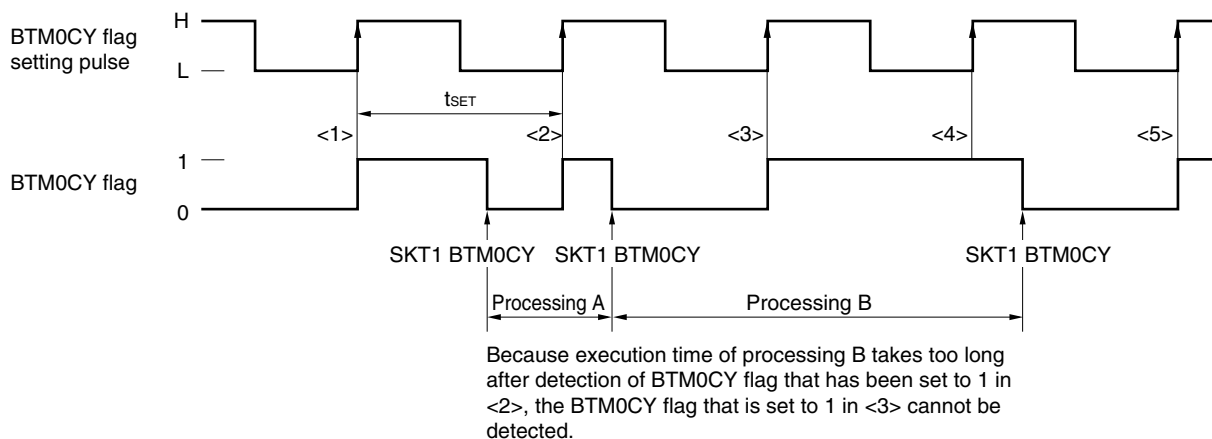 BTM0CY flag
setting pulse
H
L
tSET
<1>
<2>
<3>
<4>
<5>
BTM0CY flag
1
0
SKT1 BTM0CY
SKT1 BTM0CY
SKT1 BTM0CY
Processing A
Processing B
Because execution time of processing B takes too long
after detection of BTM0CY flag that has been set to 1 in
<2>, the BTM0CY flag that is set to 1 in <3> cannot be
detected.